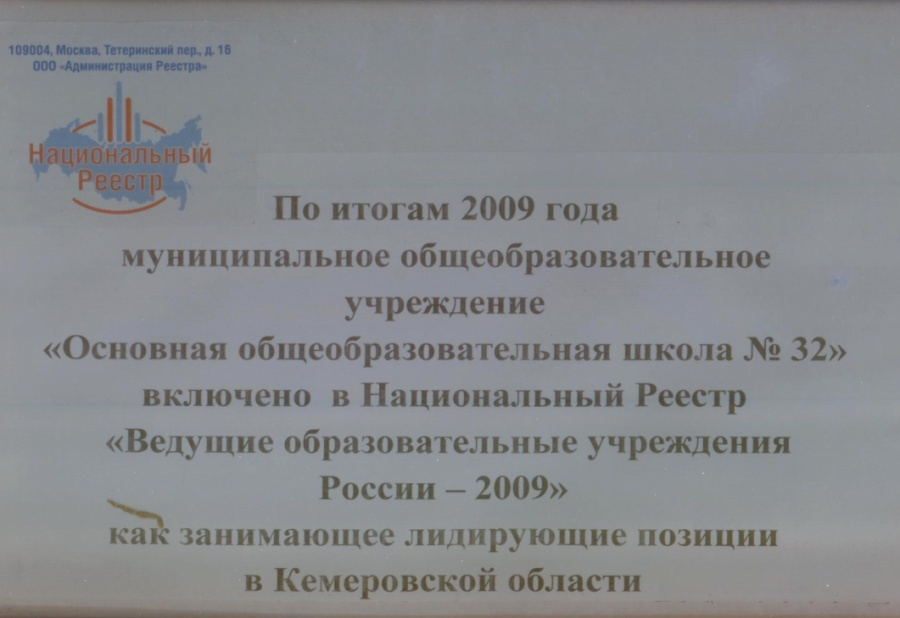 109004, Москва, Тетеринский пер., д. 16
ООО «Администрация Реестра»
Национальный
Реестр
По итогам 2009 года
муниципальное общеобразовательное
учреждение
«Основная общеобразовательная школа № 32»
включено в Национальный Реестр
«Ведущие образовательные учреждения
России – 2009»
как занимающее лидирующие позиции
в Кемеровской области